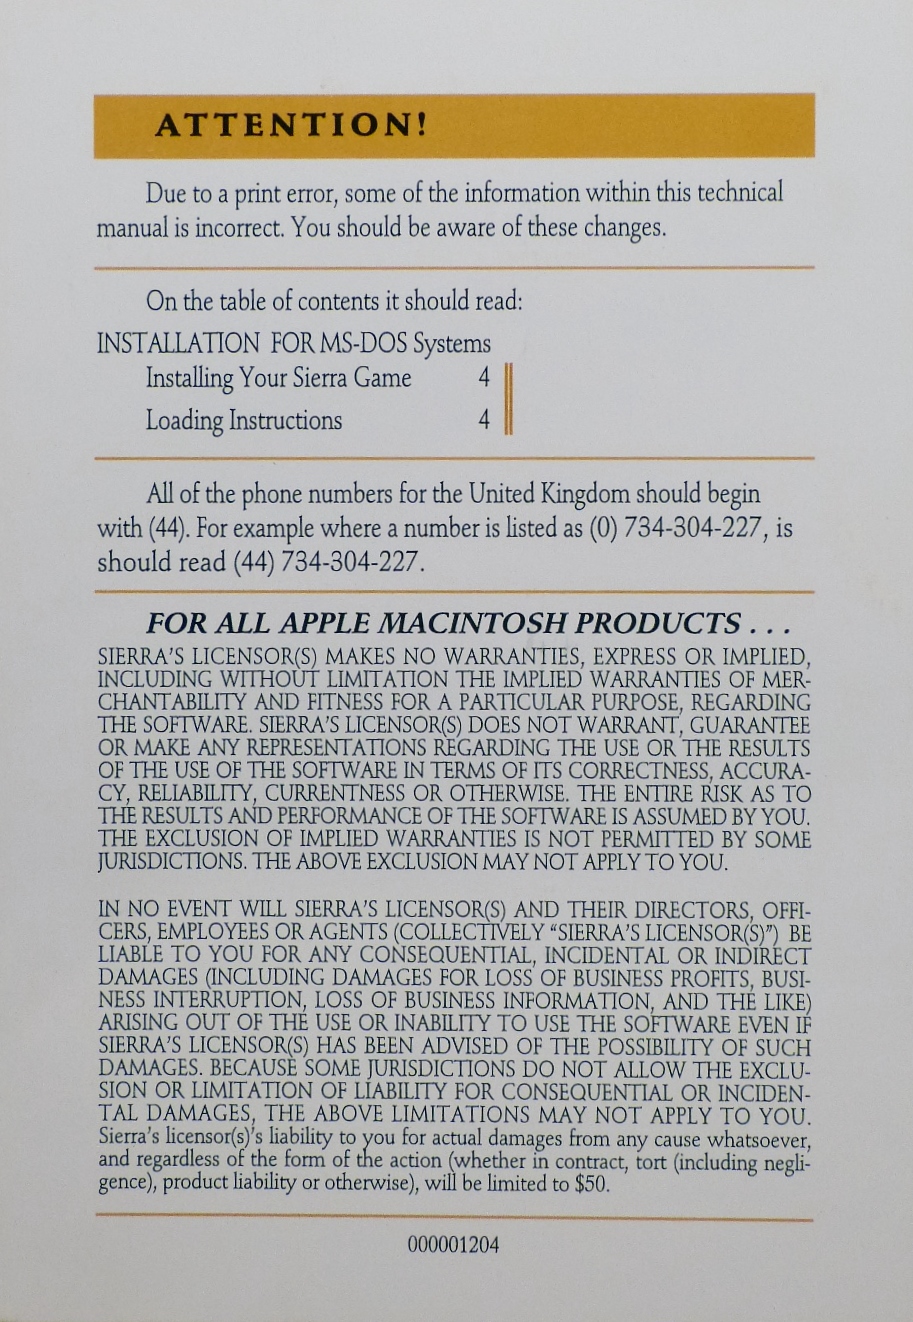 ATTENTION!
Due to a print error, some of the information within this technical
manual is incorrect. You should be aware of these changes.
On the table of contents it should read:
INSTALLATION FOR MS-DOS Systems
Installing Your Sierra Game 4
Loading Instructions 4
All of the phone numbers for the United Kingdom should begin
with (44). For example where a number is listed as (0) 734-304-227, is
should read (44) 734-304-227.
FOR ALL APPLE MACINTOSH PRODUCTS . . .
SIERRA'S LICENSOR(S) MAKES NO WARRANTIES, EXPRESS OR IMPLIED,
INCLUDING WITHOUT LIMITATION THE IMPLIED WARRANTIES OF MER-
CHANTABILITY AND FITNESS FOR A PARTICULAR PURPOSE, REGARDING
THE SOFTWARE. SIERRA'S LICENSOR(S) DOES NOT WARRANT, GUARANTEE
OR MAKE ANY REPRESENTATIONS REGARDING THE USE OR THE RESULTS
OF THE USE OF THE SOFTWARE IN TERMS OF ITS CORRECTNESS, ACCURA-
CY, RELIABILITY, CURRENTNESS OR OTHERWISE. THE ENTIRE RISK AS TO
THE RESULTS AND PERFORMANCE OF THE SOFTWARE IS ASSUMED BY YOU.
THE EXCLUSION OF IMPLIED WARRANTIES IS NOT PERMITTED BY SOME
JURISDICTIONS. THE ABOVE EXCLUSION MAY NOT APPLY TO YOU.
IN NO EVENT WILL SIERRA'S LICENSOR(S) AND THEIR DIRECTORS, OFFI-
CERS, EMPLOYEES OR AGENTS (COLLECTIVELY “SIERRA'S LICENSOR(S)”) BE
LIABLE TO YOU FOR ANY CONSEQUENTIAL, INCIDENTAL OR INDIRECT
DAMAGES (INCLUDING DAMAGES FOR LOSS OF BUSINESS PROFITS, BUSI-
NESS INTERRUPTION, LOSS OF BUSINESS INFORMATION, AND THE LIKE)
ARISING OUT OF THE USE OR INABILITY TO USE THE SOFTWARE EVEN IF
SIERRA'S LICENSOR(S) HAS BEEN ADVISED OF THE POSSIBILITY OF SUCH
DAMAGES. BECAUSE SOME JURISDICTIONS DO NOT ALLOW THE EXCLU-
SION OR LIMITATION OF LIABILITY FOR CONSEQUENTIAL OR INCIDEN-
TAL DAMAGES, THE ABOVE LIMITATIONS MAY NOT APPLY TO YOU.
Sierra's licensor(s)'s liability to you for actual damages from any cause whatsoever,
and regardless of the form of the action (whether in contract, tort (including negli-
gence), product liability or otherwise), will be limited to $50.
000001204